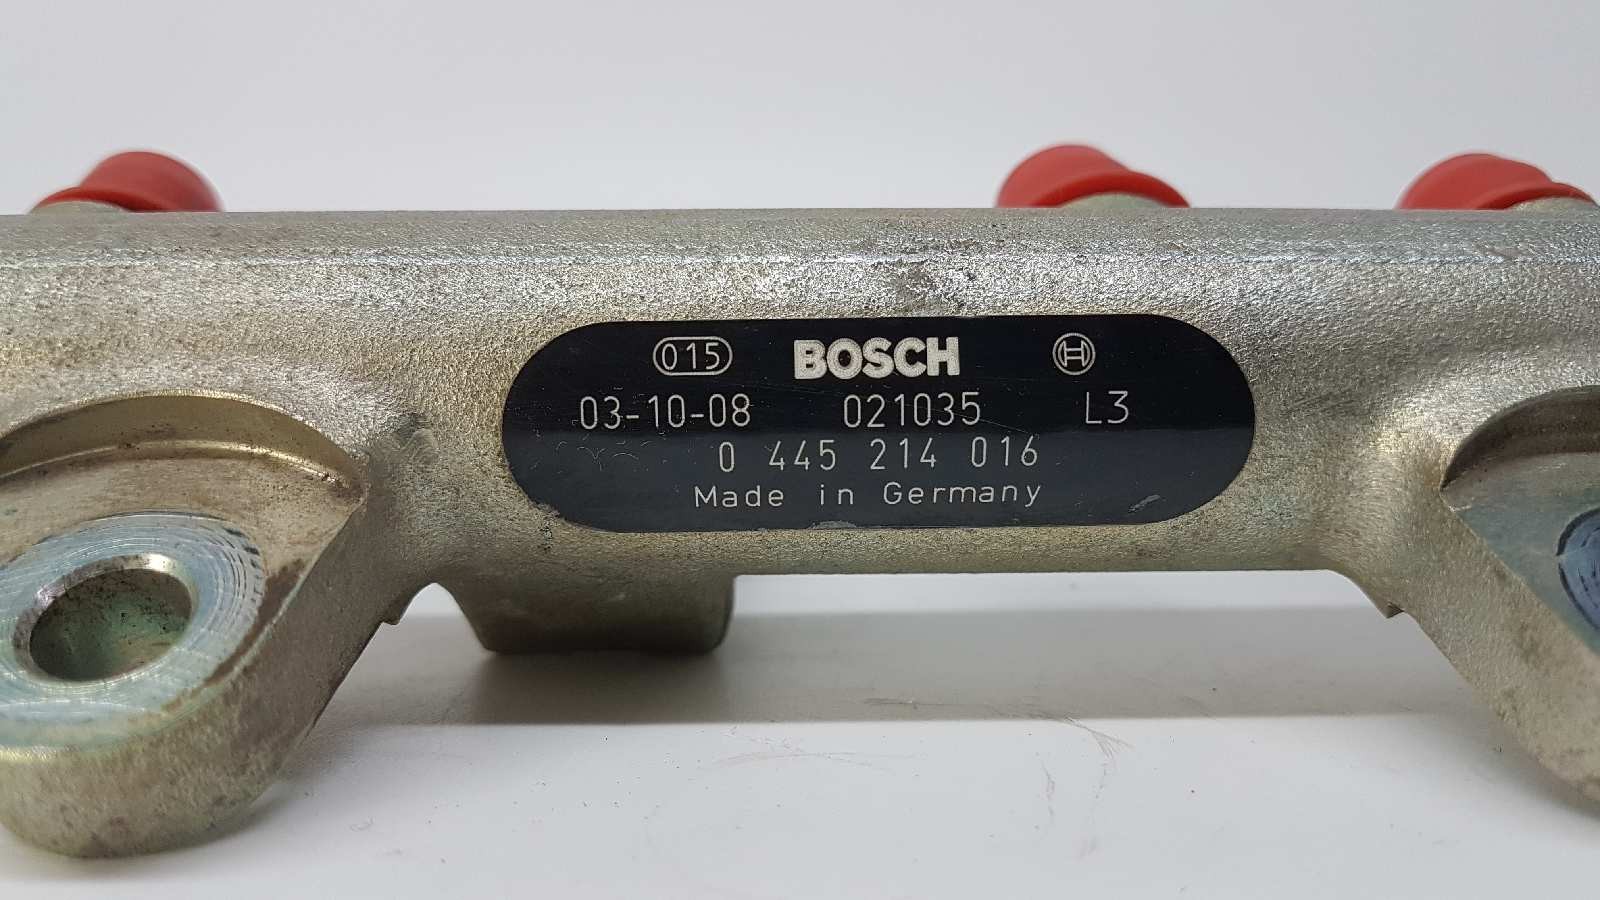 015 BOSCH
03-10-08 021035 L3
0 445 214 016
Made in Germany